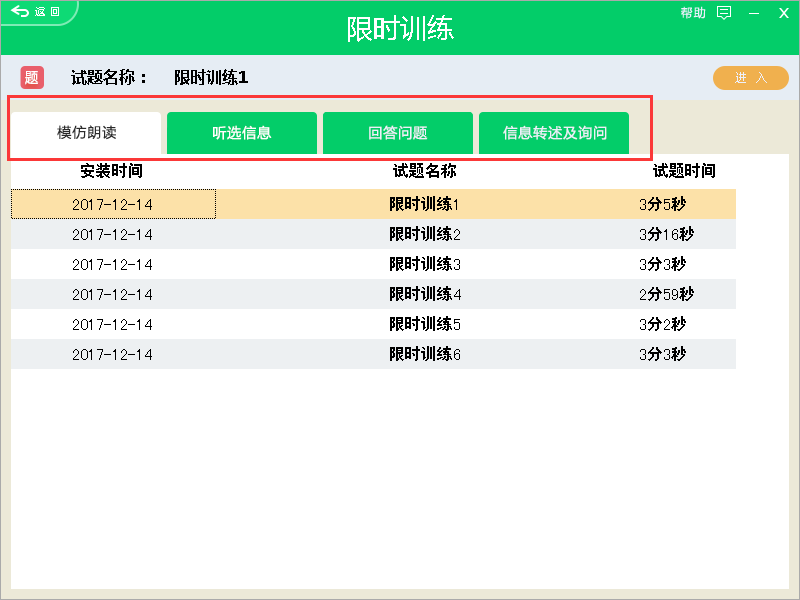 返回
帮助
限时训练
题 试题名称： 限时训练1
进 入
模仿朗读 听选信息 回答问题 信息转述及询问
安装时间 试题名称 试题时间
2017-12-14 限时训练1 3分5秒
2017-12-14 限时训练2 3分16秒
2017-12-14 限时训练3 3分3秒
2017-12-14 限时训练4 2分59秒
2017-12-14 限时训练5 3分2秒
2017-12-14 限时训练6 3分3秒